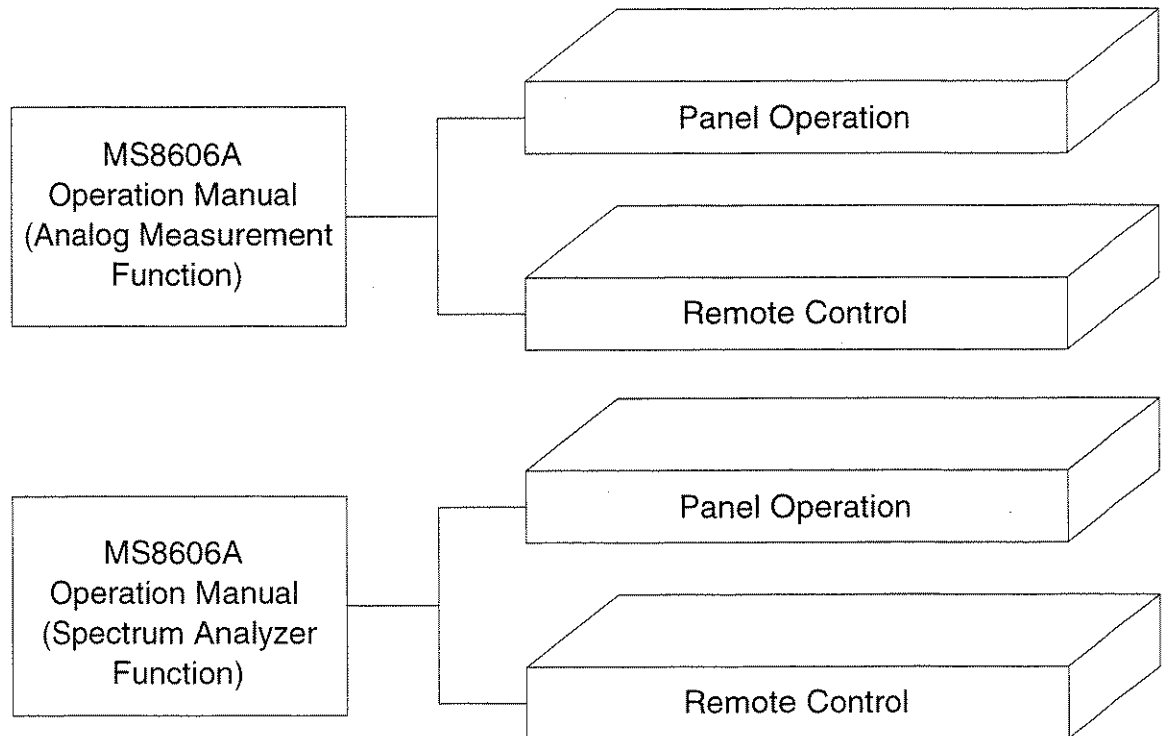 MS8606A
Operation Manual
(Analog Measurement
Function)
Panel Operation
Remote Control
MS8606A
Operation Manual
(Spectrum Analyzer
Function)
Panel Operation
Remote Control